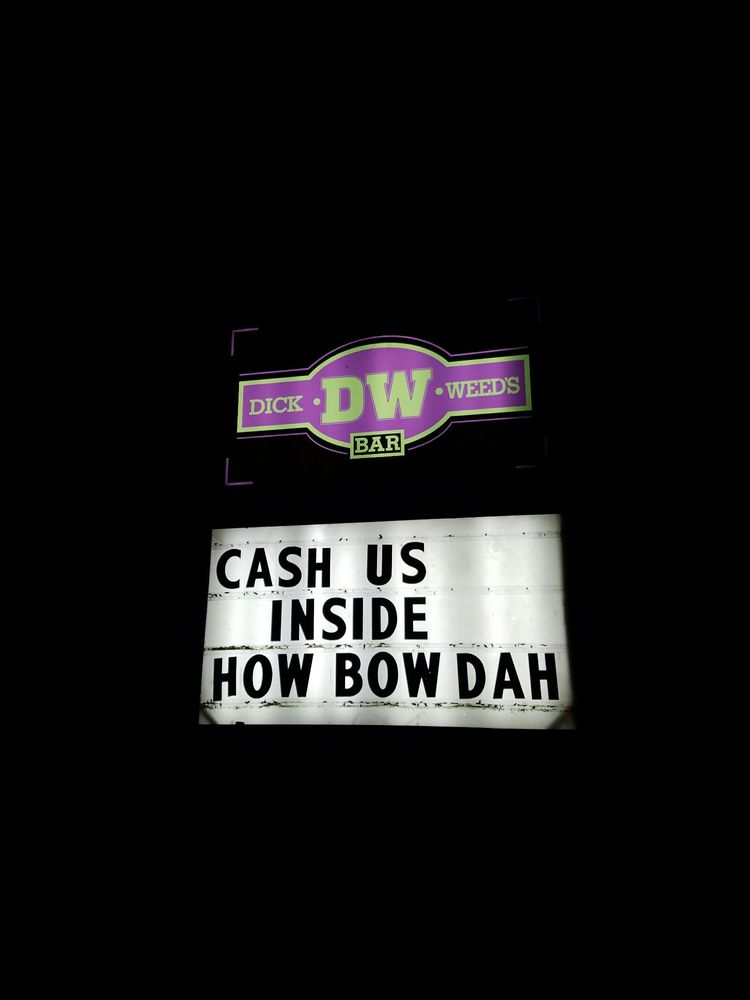 DICK • DW • WEED'S
BAR
CASH US
INSIDE
HOW BOW DAH